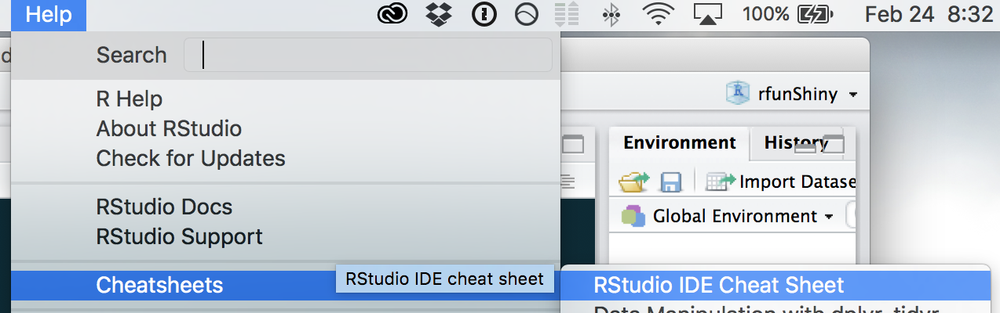 Help
100%
Feb 24 8:32
Search
R Help
About RStudio
Check for Updates
RStudio Docs
RStudio Support
Cheatsheets
RStudio IDE cheat sheet
RStudio IDE Cheat Sheet
Data Manipulation with dplyr, tidyr
rfunShiny
Environment
History
Import Datase
Global Environment